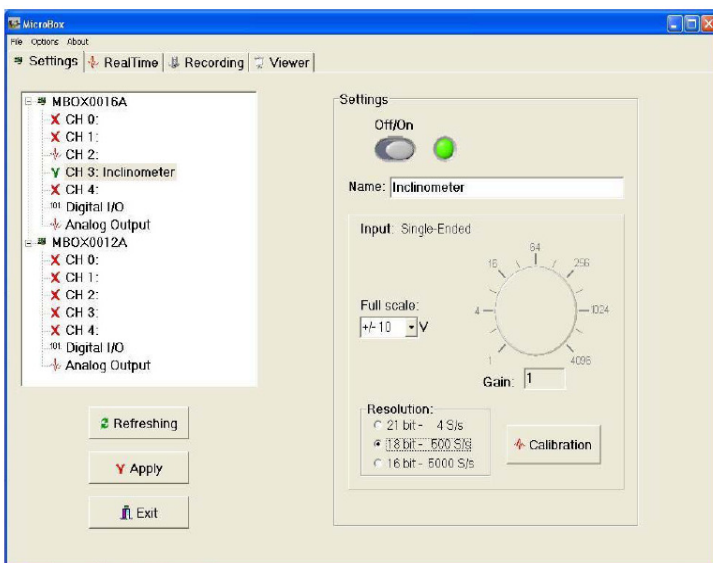 MicroBox
File Options About
Settings RealTime Recording Viewer
MBOX0016A
CH 0:
CH 1:
CH 2:
CH 3: Inclinometer
CH 4:
101 Digital I/O
Analog Output
MBOX0012A
CH 0:
CH 1:
CH 2:
CH 3:
CH 4:
101 Digital I/O
Analog Output
Refreshing
Apply
Exit
Settings
Off/On
Name: Inclinometer
Input: Single-Ended
Full scale:
+/- 10 V
1
4
16
64
256
1024
4096
Gain: 1
Resolution:
21 bit - 4 S/s
18 bit - 600 S/s
16 bit - 5000 S/s
Calibration